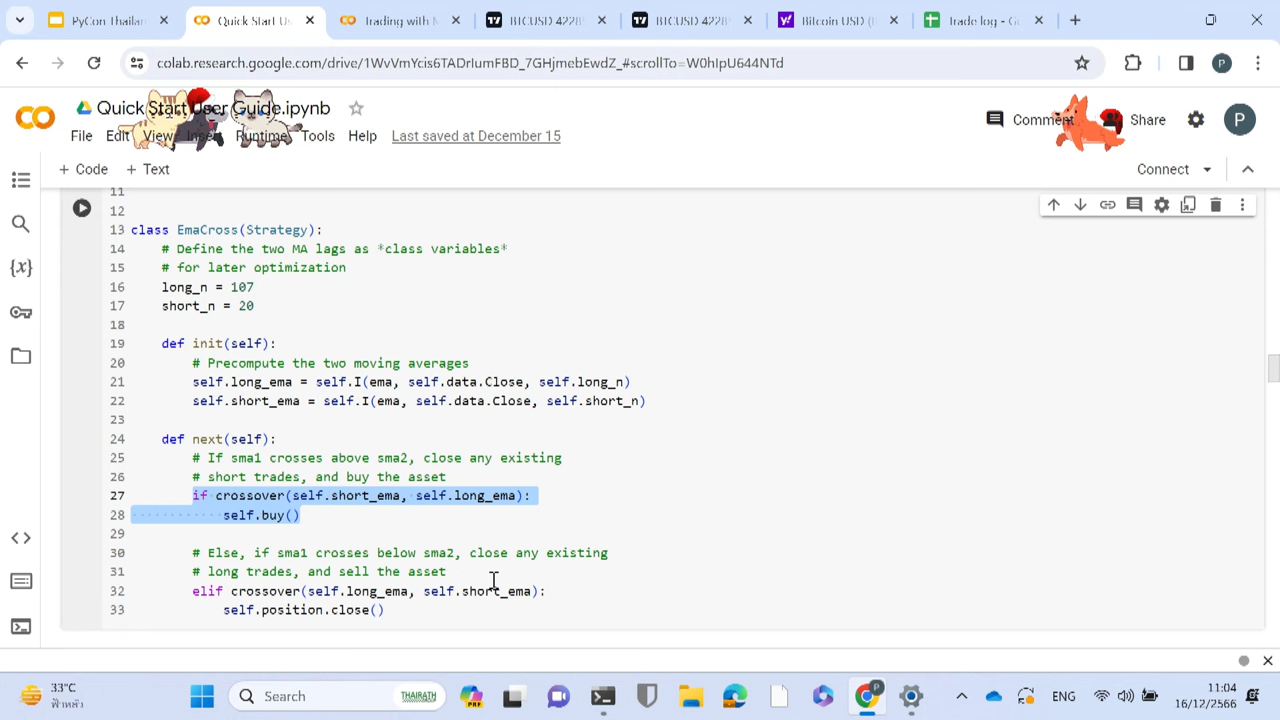 PyCon Thailan
Quick Start Us
Trading with M
BTCUSD 4228
BTCUSD 4228
Bitcoin USD (
Trade log - G
colab.research.google.com/drive/1WvVmYcis6TADrIumFBD_7GHjmebEwdZ_#scrollTo=W0hIpU644NTd
P
Quick Start User Guide.ipynb
Comment
Share
P
File Edit View Insert Runtime Tools Help Last saved at December 15
+ Code + Text
Connect
11
12
13 class EmaCross(Strategy):
14 # Define the two MA lags as *class variables*
15 # for later optimization
16 long_n = 107
17 short_n = 20
18
19 def init(self):
20 # Precompute the two moving averages
21 self.long_ema = self.I(ema, self.data.Close, self.long_n)
22 self.short_ema = self.I(ema, self.data.Close, self.short_n)
23
24 def next(self):
25 # If sma1 crosses above sma2, close any existing
26 # short trades, and buy the asset
27 if crossover(self.short_ema, self.long_ema):
28 self.buy()
29
30 # Else, if sma1 crosses below sma2, close any existing
31 # long trades, and sell the asset
32 elif crossover(self.long_ema, self.short_ema):
33 self.position.close()
33°C
ฟ้าหลัว
Search
THAIRATH
ENG
11:04
16/12/2566